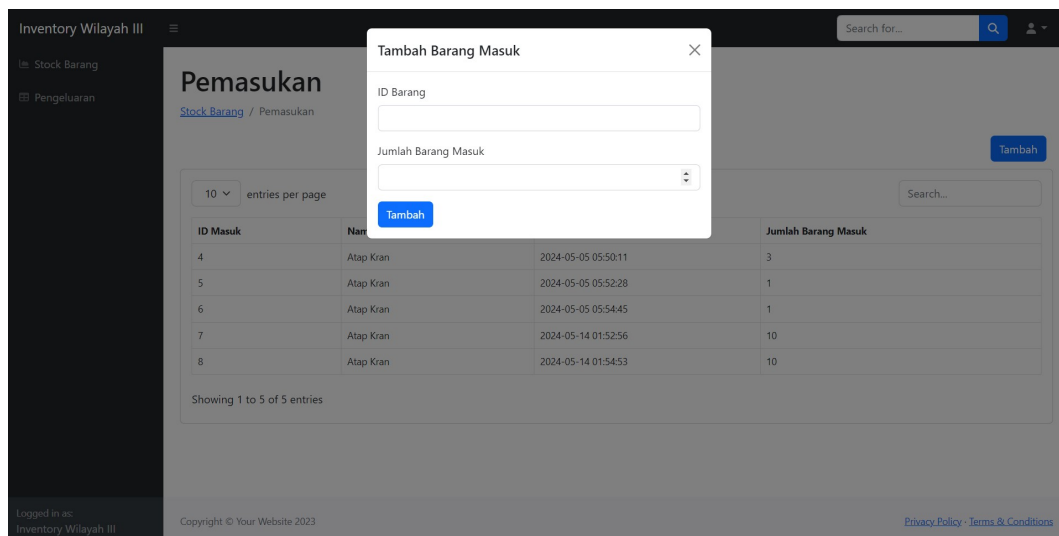 Inventory Wilayah III
Search for...
Tambah Barang Masuk
Stock Barang
Pengeluaran
Pemasukan
Stock Barang / Pemasukan
ID Barang
Jumlah Barang Masuk
Tambah
Tambah
10 entries per page
Search...
ID Masuk Jumlah Barang Masuk
4 Atap Kran 2024-05-05 05:50:11 3
5 Atap Kran 2024-05-05 05:52:28 1
6 Atap Kran 2024-05-05 05:54:45 1
7 Atap Kran 2024-05-14 01:52:56 10
8 Atap Kran 2024-05-14 01:54:53 10
Showing 1 to 5 of 5 entries
Logged in as:
Inventory Wilayah III
Copyright © Your Website 2023
Privacy Policy · Terms & Conditions